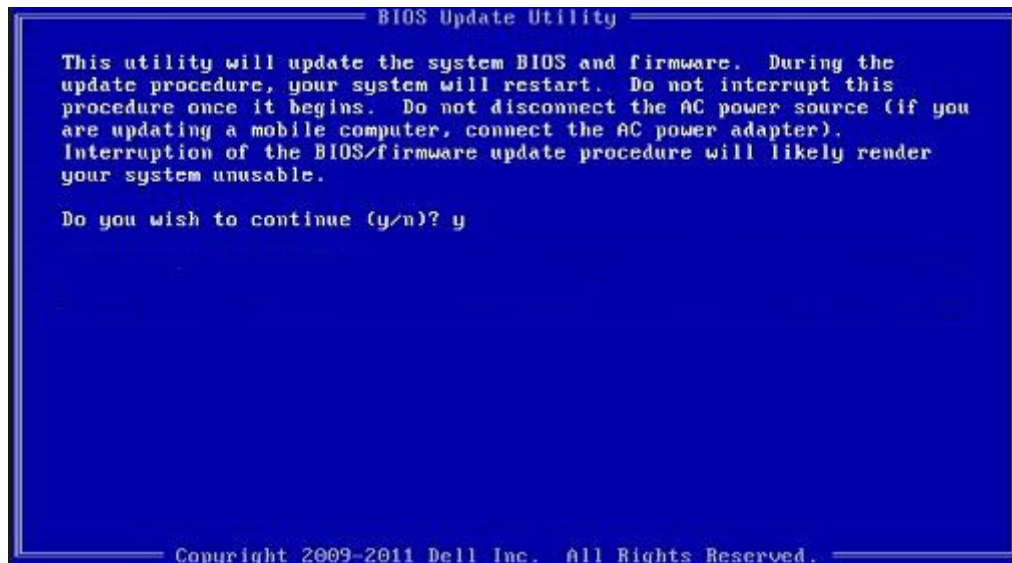 BIOS Update Utility
This utility will update the system BIOS and firmware. During the
update procedure, your system will restart. Do not interrupt this
procedure once it begins. Do not disconnect the AC power source (if you
are updating a mobile computer, connect the AC power adapter).
Interruption of the BIOS/firmware update procedure will likely render
your system unusable.
Do you wish to continue (y/n)? y
Copyright 2009-2011 Dell Inc. All Rights Reserved.